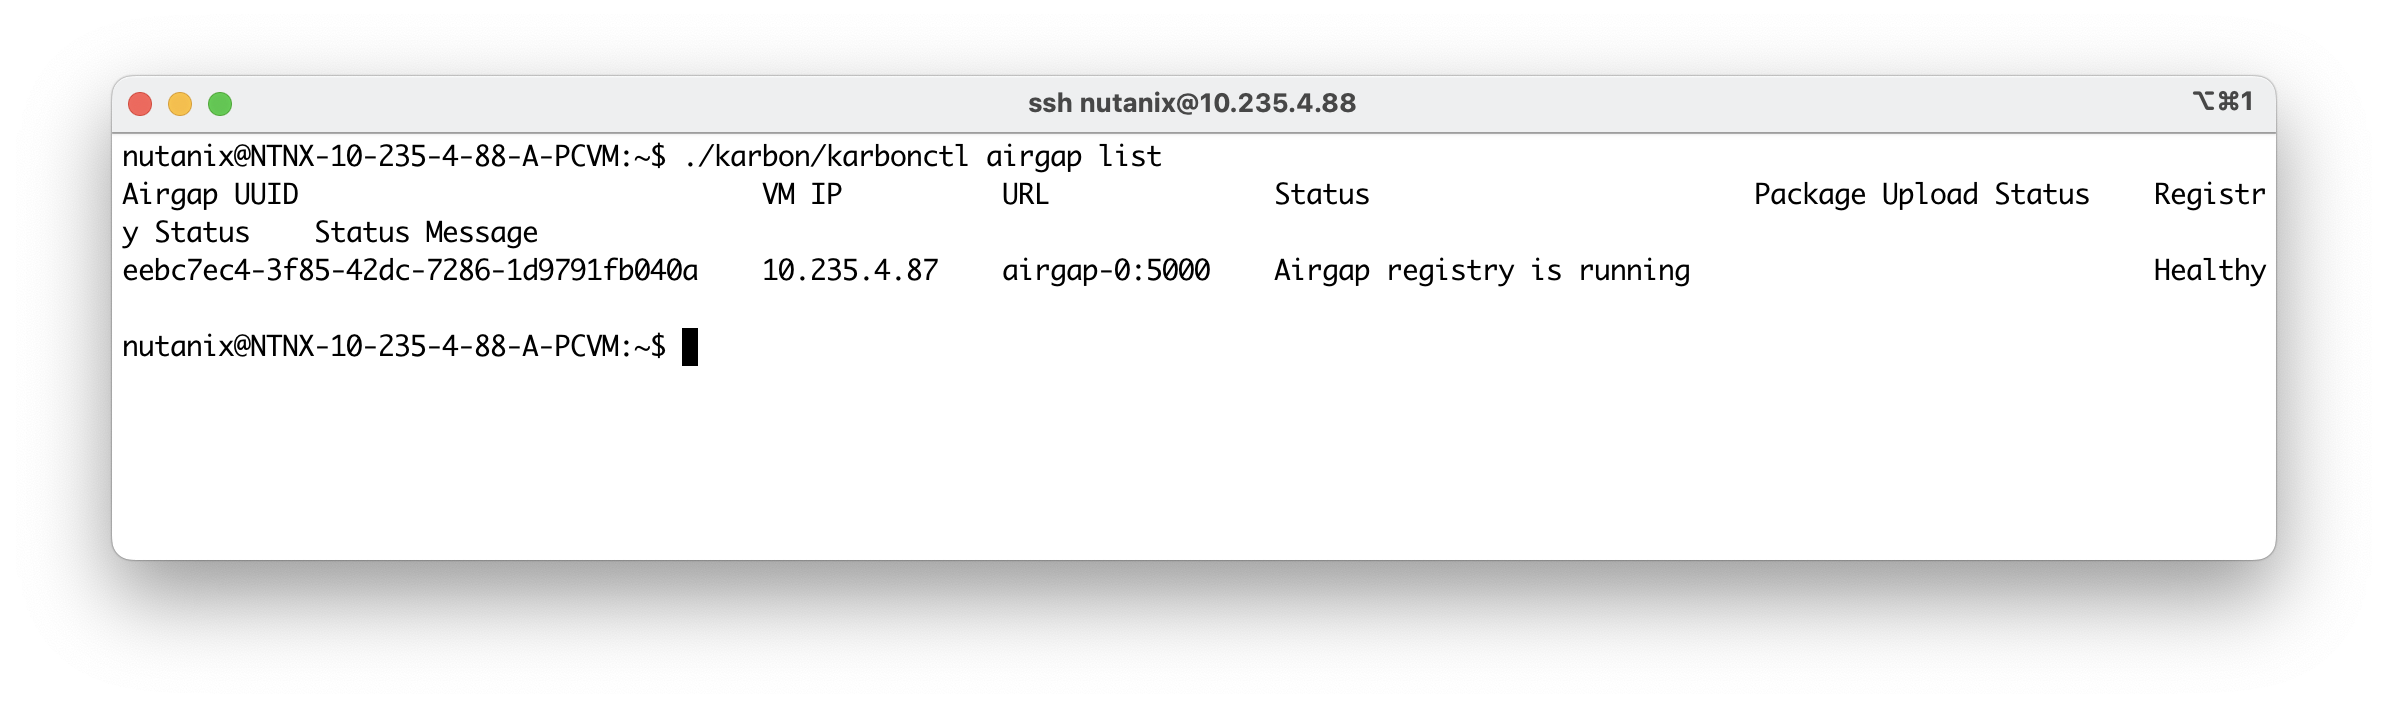 ssh nutanix@10.235.4.88 ⌥⌘1
nutanix@NTNX-10-235-4-88-A-PCVM:~$ ./karbon/karbonctl airgap list
Airgap UUID                             VM IP          URL              Status                              Package Upload Status    Registr
y Status    Status Message
eebc7ec4-3f85-42dc-7286-1d9791fb040a    10.235.4.87    airgap-0:5000    Airgap registry is running                             Healthy
nutanix@NTNX-10-235-4-88-A-PCVM:~$